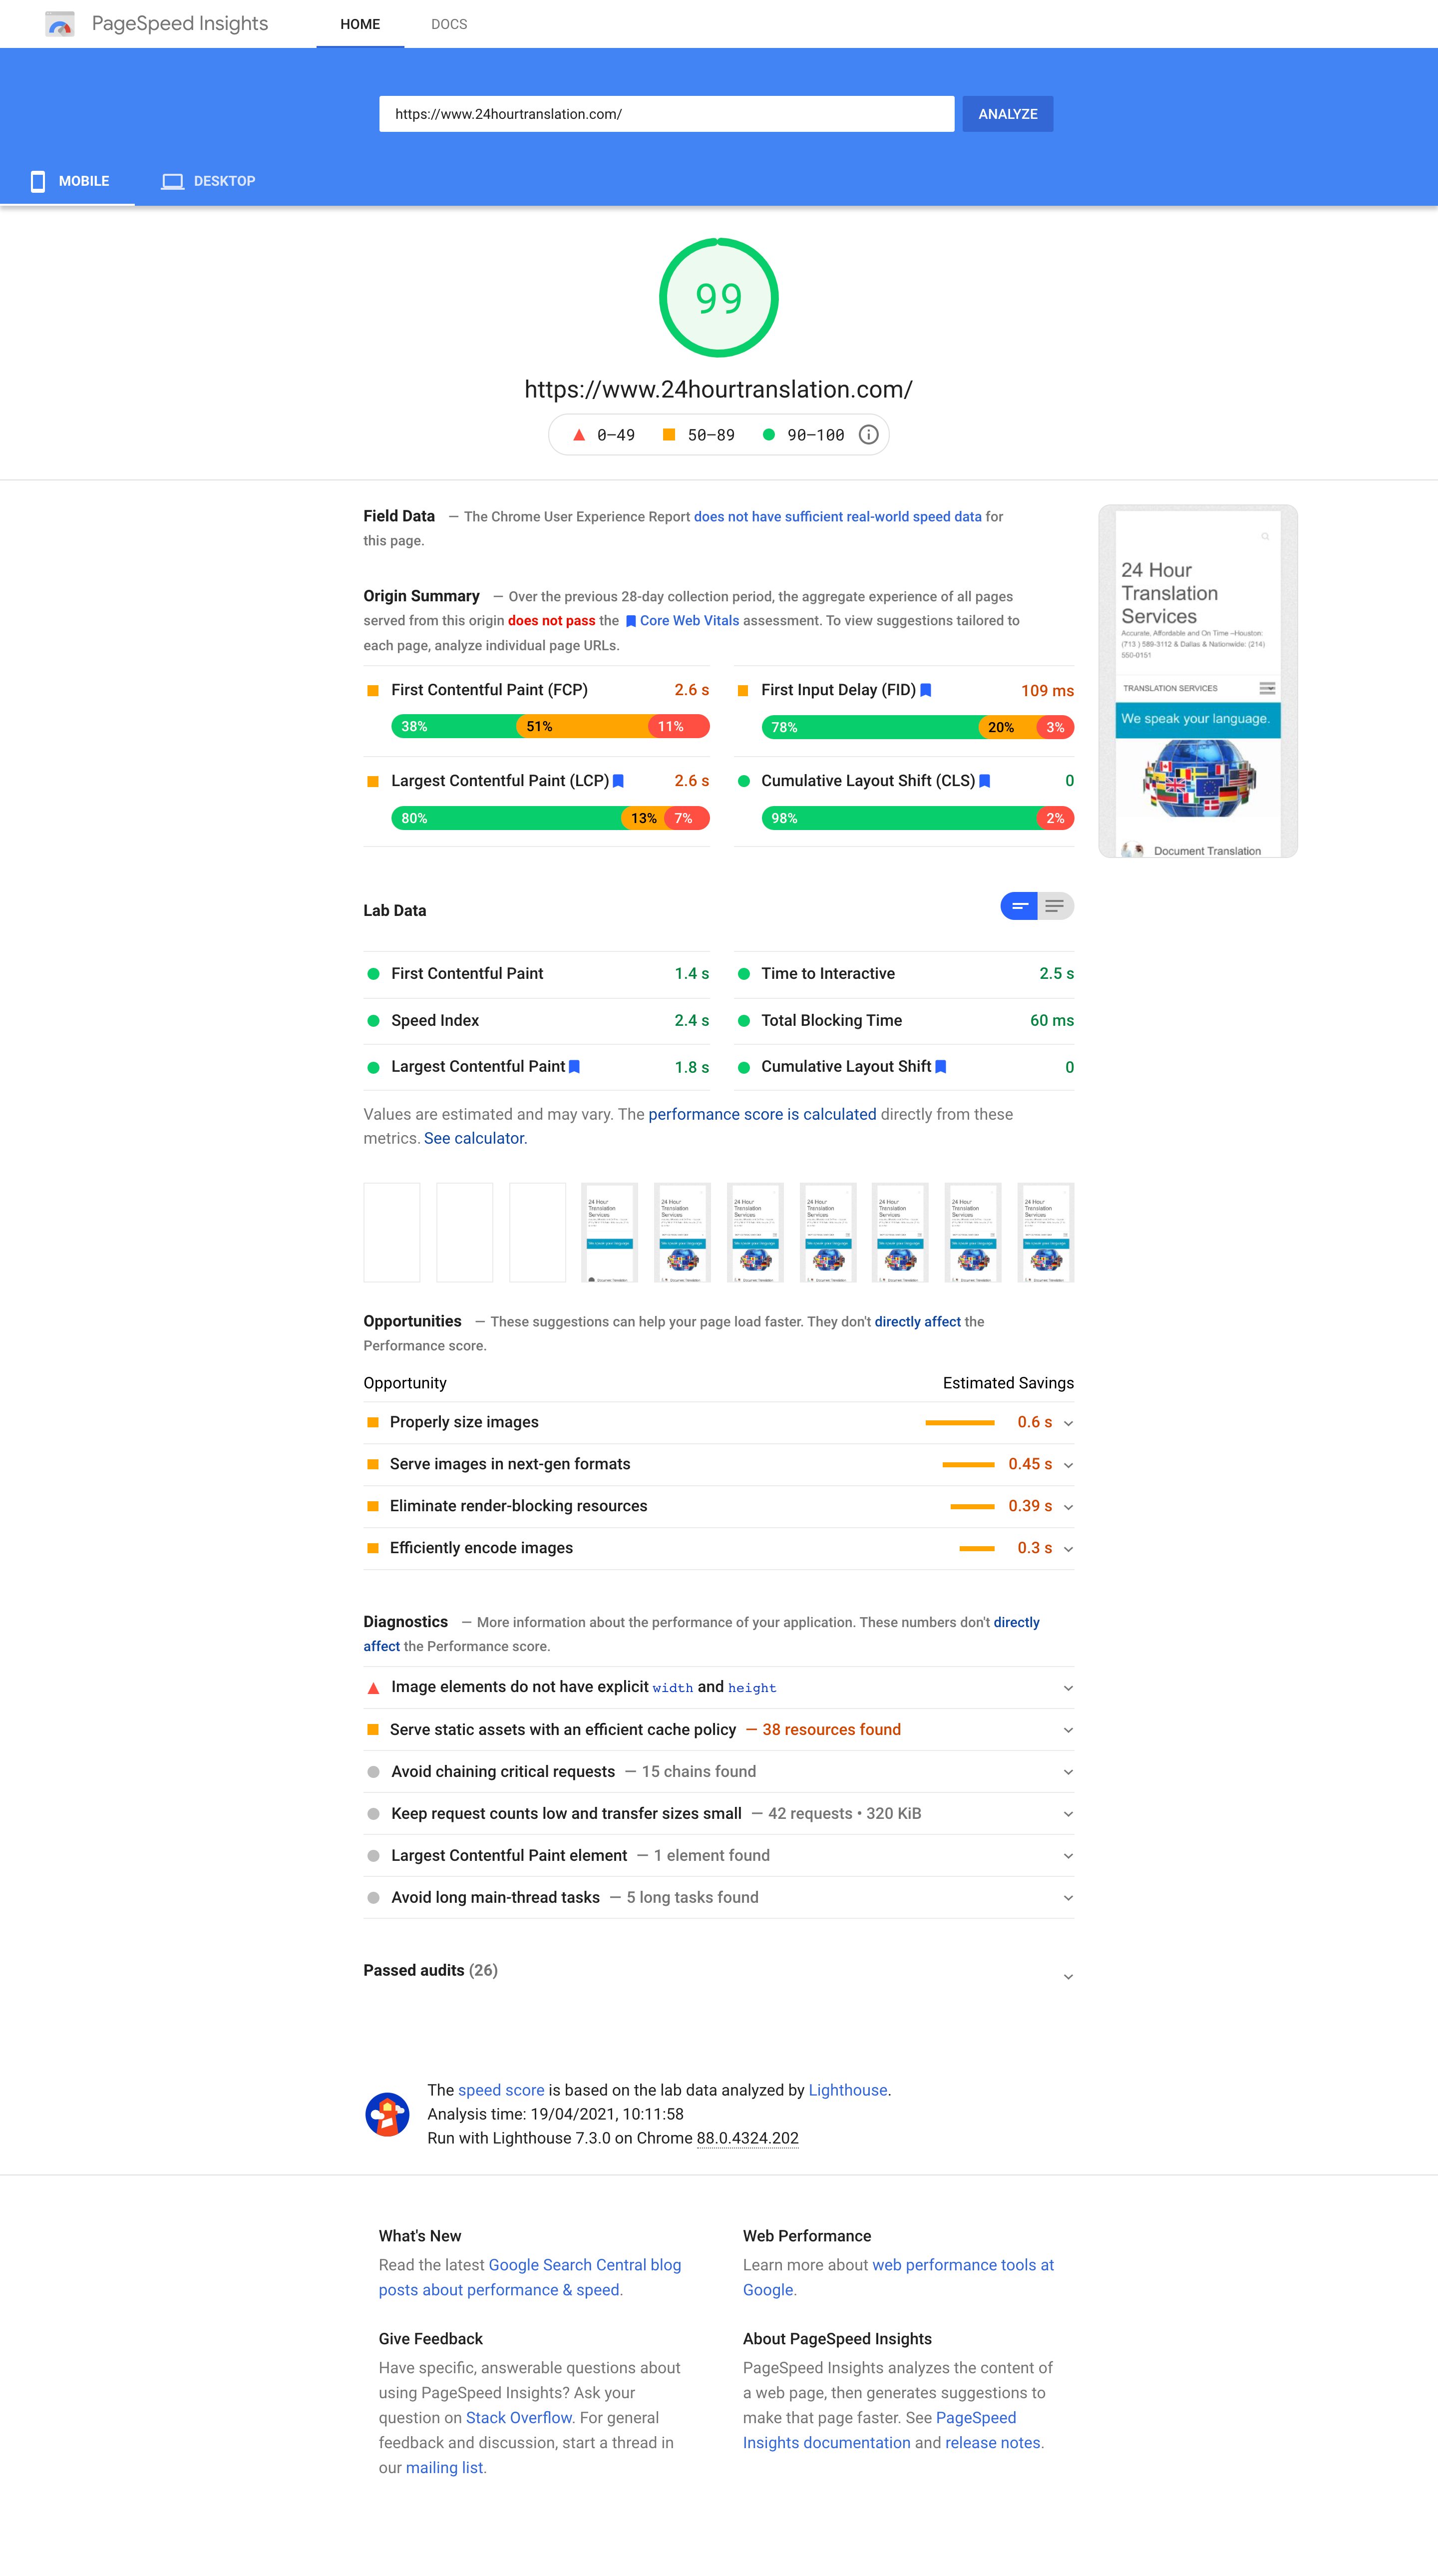 PageSpeed Insights HOME DOCS
https://www.24hourtranslation.com/ ANALYZE
MOBILE DESKTOP
99
https://www.24hourtranslation.com/
0–49 50–89 90–100
Field Data — The Chrome User Experience Report does not have sufficient real-world speed data for
this page.
Origin Summary — Over the previous 28-day collection period, the aggregate experience of all pages
served from this origin does not pass the Core Web Vitals assessment. To view suggestions tailored to
each page, analyze individual page URLs.
First Contentful Paint (FCP) 2.6 s
38% 51% 11%
First Input Delay (FID) 109 ms
78% 20% 3%
Largest Contentful Paint (LCP) 2.6 s
80% 13% 7%
Cumulative Layout Shift (CLS) 0
98% 2%
24 Hour
Translation
Services
Accurate, Affordable and On Time –Houston:
(713 ) 589-3112 & Dallas & Nationwide: (214)
550-0151
TRANSLATION SERVICES
We speak your language.
Document Translation
Lab Data
First Contentful Paint 1.4 s
Time to Interactive 2.5 s
Speed Index 2.4 s
Total Blocking Time 60 ms
Largest Contentful Paint 1.8 s
Cumulative Layout Shift 0
Values are estimated and may vary. The performance score is calculated directly from these
metrics. See calculator.
Opportunities — These suggestions can help your page load faster. They don't directly affect the
Performance score.
Opportunity Estimated Savings
Properly size images 0.6 s
Serve images in next-gen formats 0.45 s
Eliminate render-blocking resources 0.39 s
Efficiently encode images 0.3 s
Diagnostics — More information about the performance of your application. These numbers don't directly
affect the Performance score.
Image elements do not have explicit width and height
Serve static assets with an efficient cache policy — 38 resources found
Avoid chaining critical requests — 15 chains found
Keep request counts low and transfer sizes small — 42 requests • 320 KiB
Largest Contentful Paint element — 1 element found
Avoid long main-thread tasks — 5 long tasks found
Passed audits (26)
The speed score is based on the lab data analyzed by Lighthouse.
Analysis time: 19/04/2021, 10:11:58
Run with Lighthouse 7.3.0 on Chrome 88.0.4324.202
What's New
Read the latest Google Search Central blog
posts about performance & speed.
Web Performance
Learn more about web performance tools at
Google.
Give Feedback
Have specific, answerable questions about
using PageSpeed Insights? Ask your
question on Stack Overflow. For general
feedback and discussion, start a thread in
our mailing list.
About PageSpeed Insights
PageSpeed Insights analyzes the content of
a web page, then generates suggestions to
make that page faster. See PageSpeed
Insights documentation and release notes.